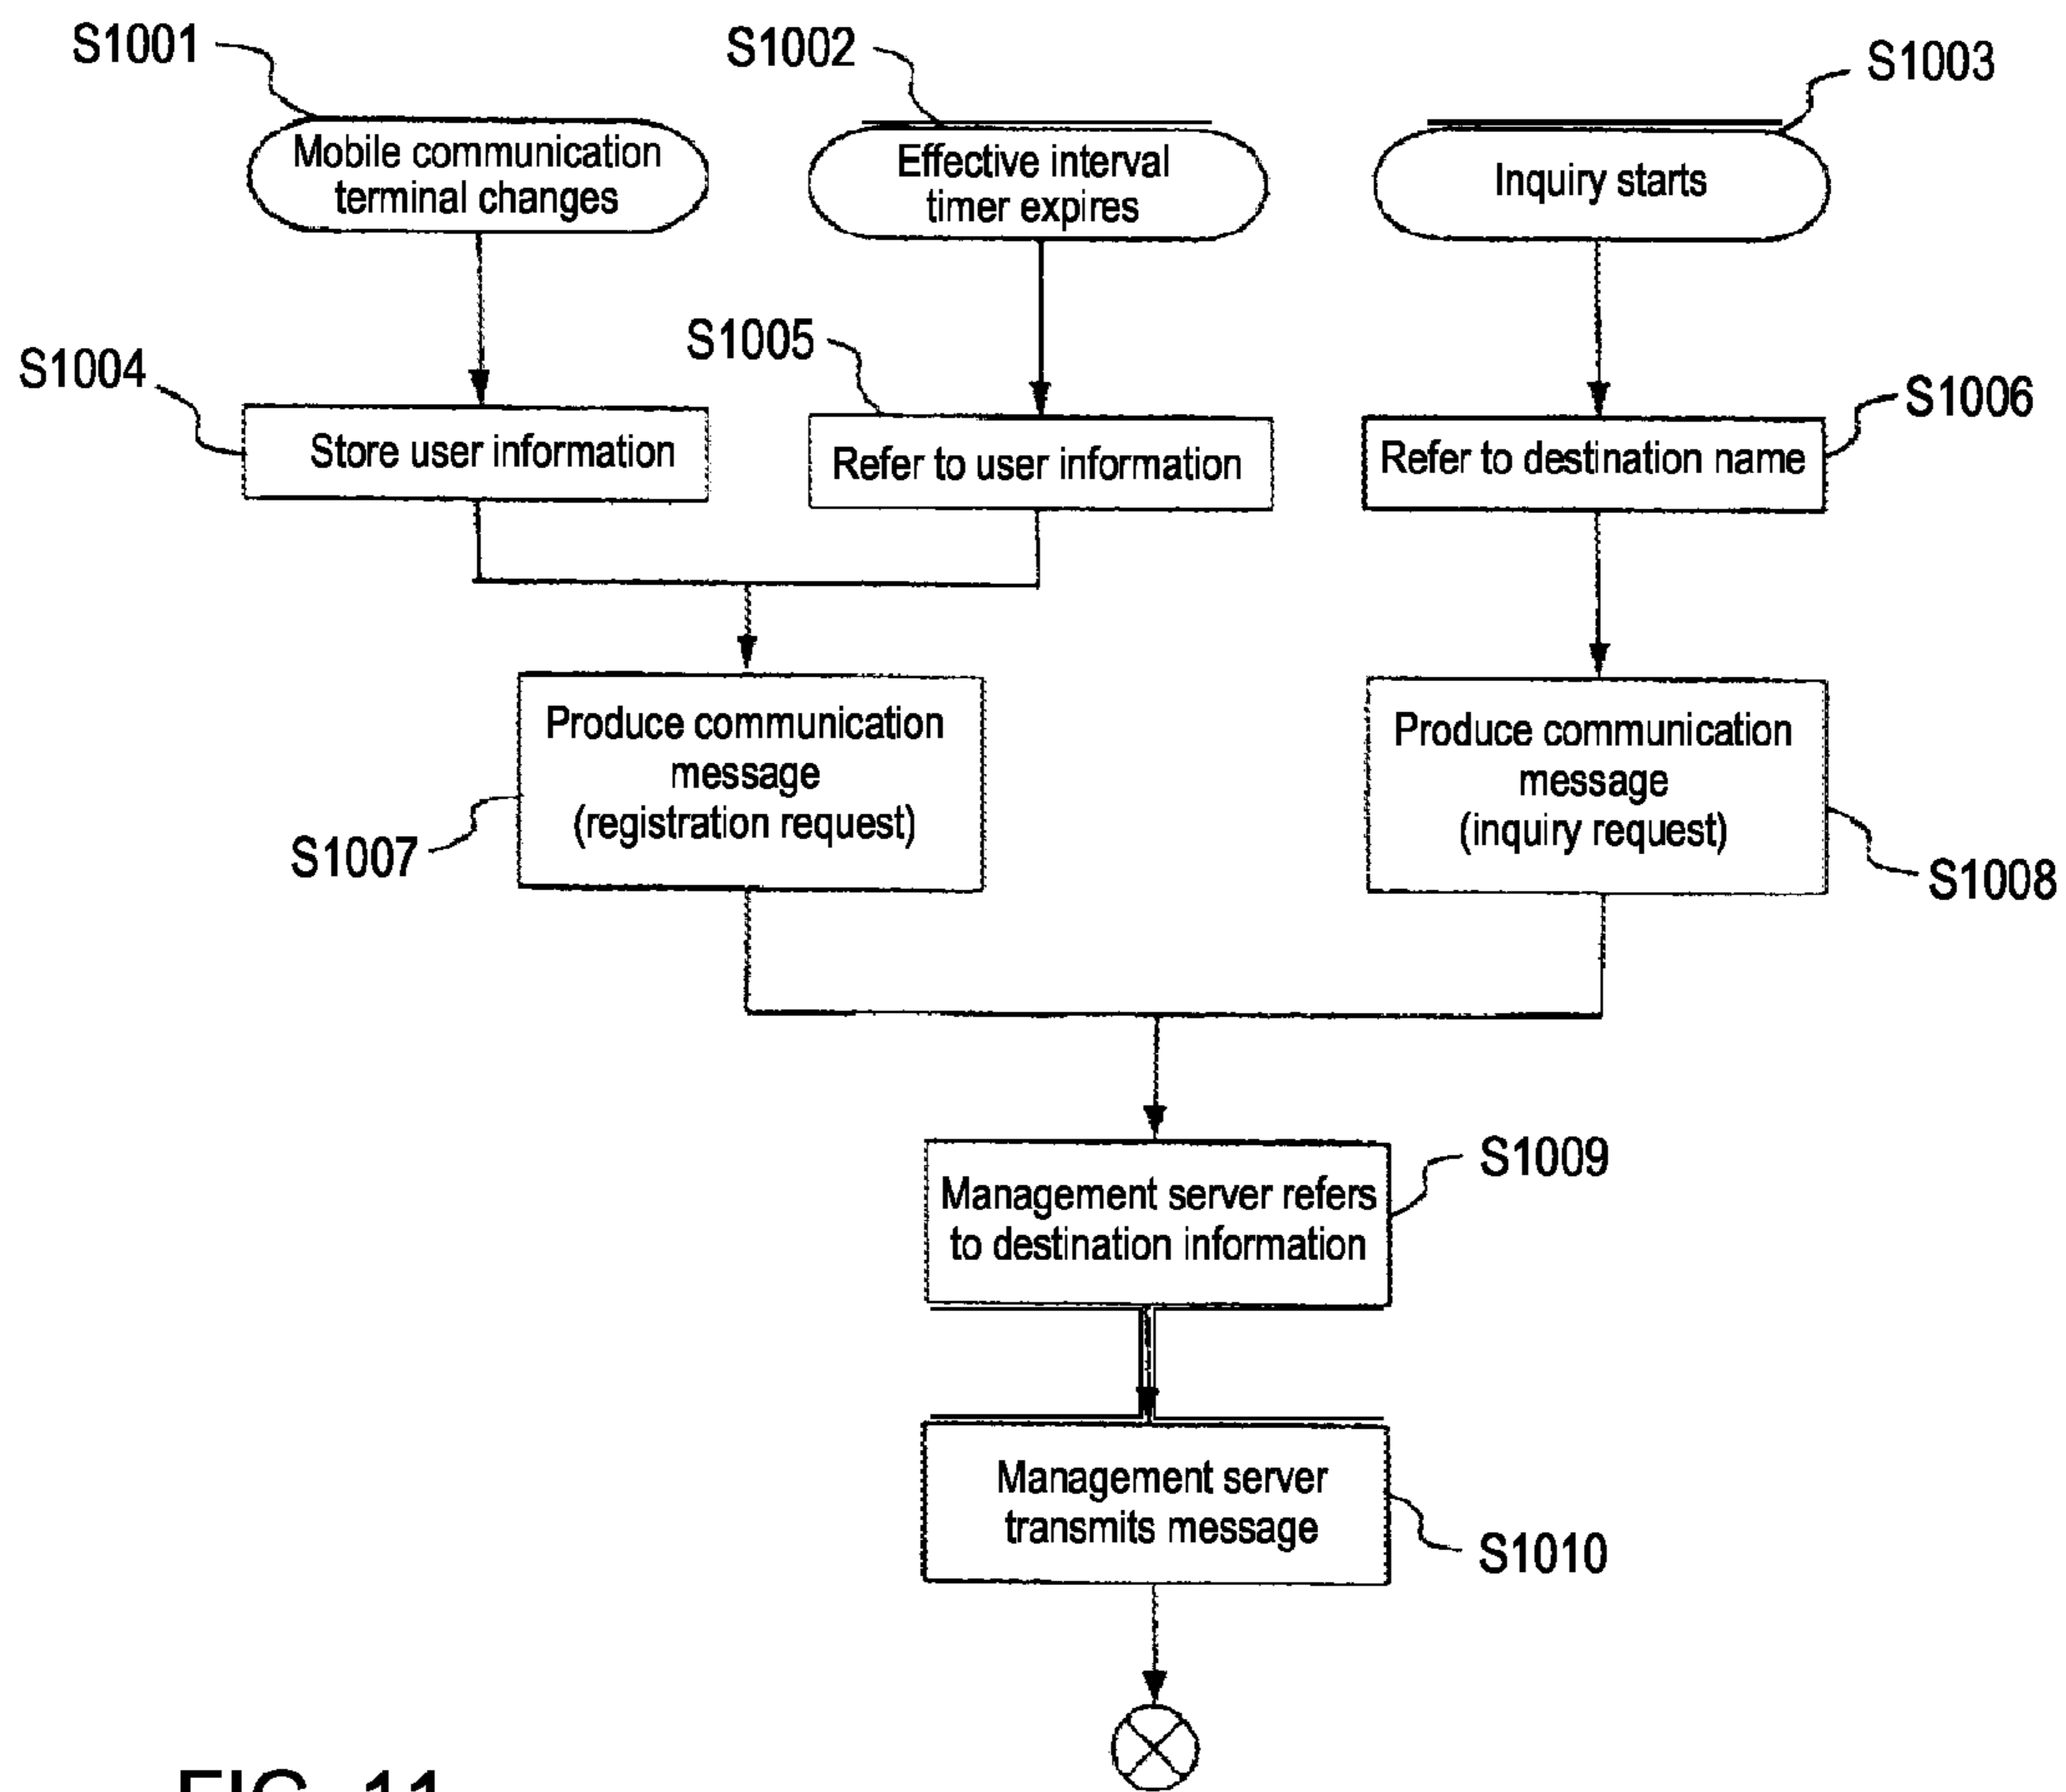 S1001
S1002
S1003
Mobile communication
terminal changes
Effective interval
timer expires
Inquiry starts
S1004
S1005
S1006
Store user information
Refer to user information
Refer to destination name
Produce communication
message
(registration request)
S1007
Produce communication
message
(inquiry request)
S1008
Management server refers
to destination information
S1009
Management server
transmits message
S1010
FIG. 11